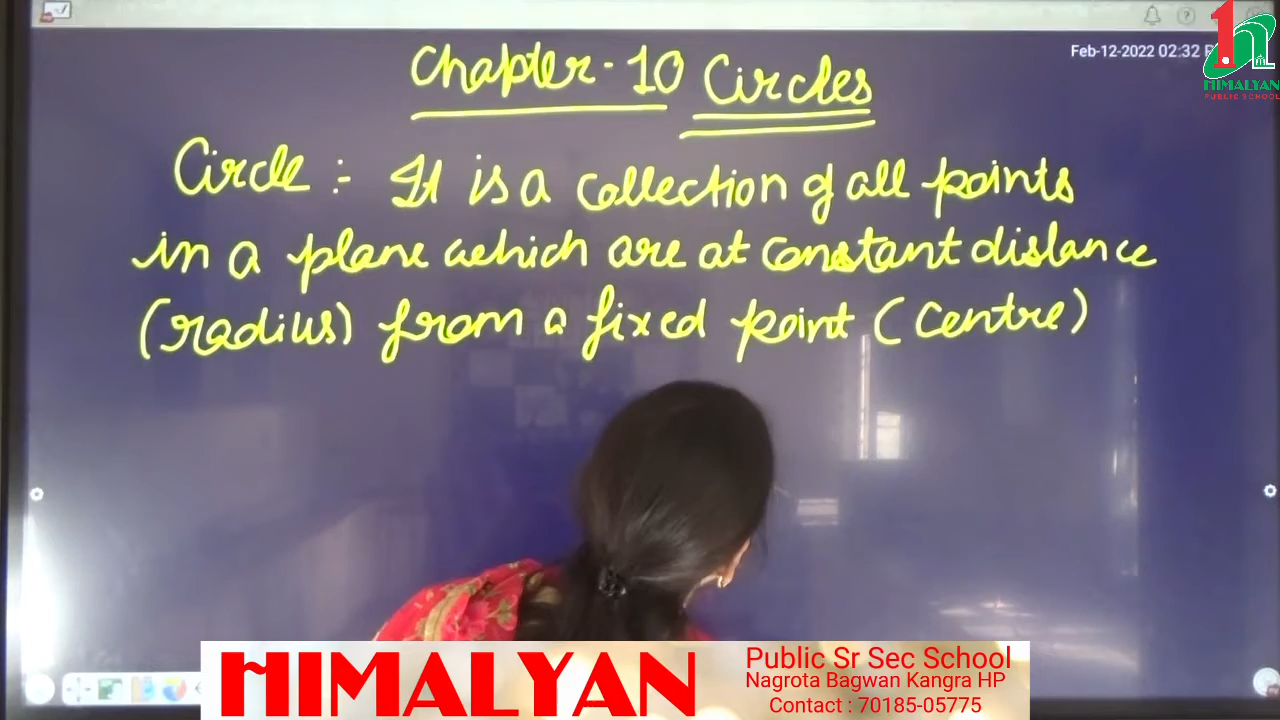 Feb-12-2022 02:32 P
HIMALYAN
PUBLIC SCHOOL
Chapter-10 Circles
Circle :- It is a collection of all points
in a plane which are at constant distance
(radius) from a fixed point (centre)
HIMALYAN
Public Sr Sec School
Nagrota Bagwan Kangra HP
Contact : 70185-05775